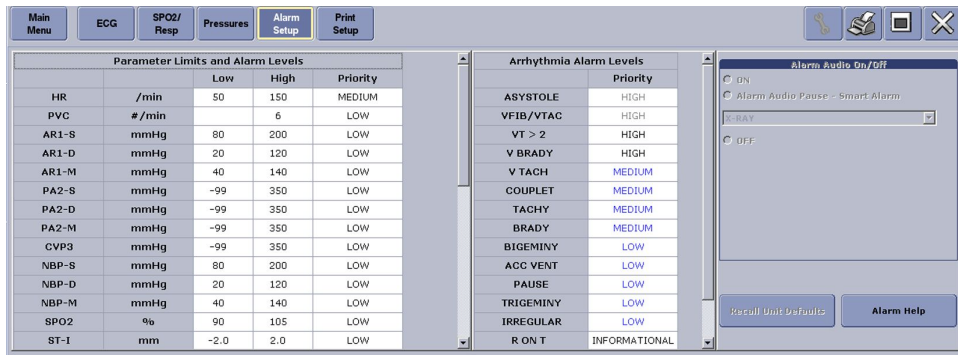 Main Menu ECG SPO2/ Resp Pressures Alarm Setup Print Setup
Parameter Limits and Alarm Levels
Low High Priority
HR /min 50 150 MEDIUM
PVC #/min 6 LOW
AR1-S mmHg 80 200 LOW
AR1-D mmHg 20 120 LOW
AR1-M mmHg 40 140 LOW
PA2-S mmHg -99 350 LOW
PA2-D mmHg -99 350 LOW
PA2-M mmHg -99 350 LOW
CVP3 mmHg -99 350 LOW
NBP-S mmHg 80 200 LOW
NBP-D mmHg 20 120 LOW
NBP-M mmHg 40 140 LOW
SPO2 % 90 105 LOW
ST-I mm -2.0 2.0 LOW
Arrhythmia Alarm Levels
Priority
ASYSTOLE HIGH
VFIB/VTAC HIGH
VT > 2 HIGH
V BRADY HIGH
V TACH MEDIUM
COUPLET MEDIUM
TACHY MEDIUM
BRADY MEDIUM
BIGEMINY LOW
ACC VENT LOW
PAUSE LOW
TRIGEMINY LOW
IRREGULAR LOW
R ON T INFORMATIONAL
Alarm Audio On/Off
ON
Alarm Audio Pause - Smart Alarm
X-RAY
OFF
Recall Unit Defaults Alarm Help